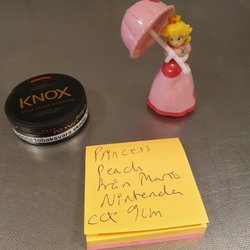 KNOX
Princess
Peach
från Mario
Nintendo
ca 9cm